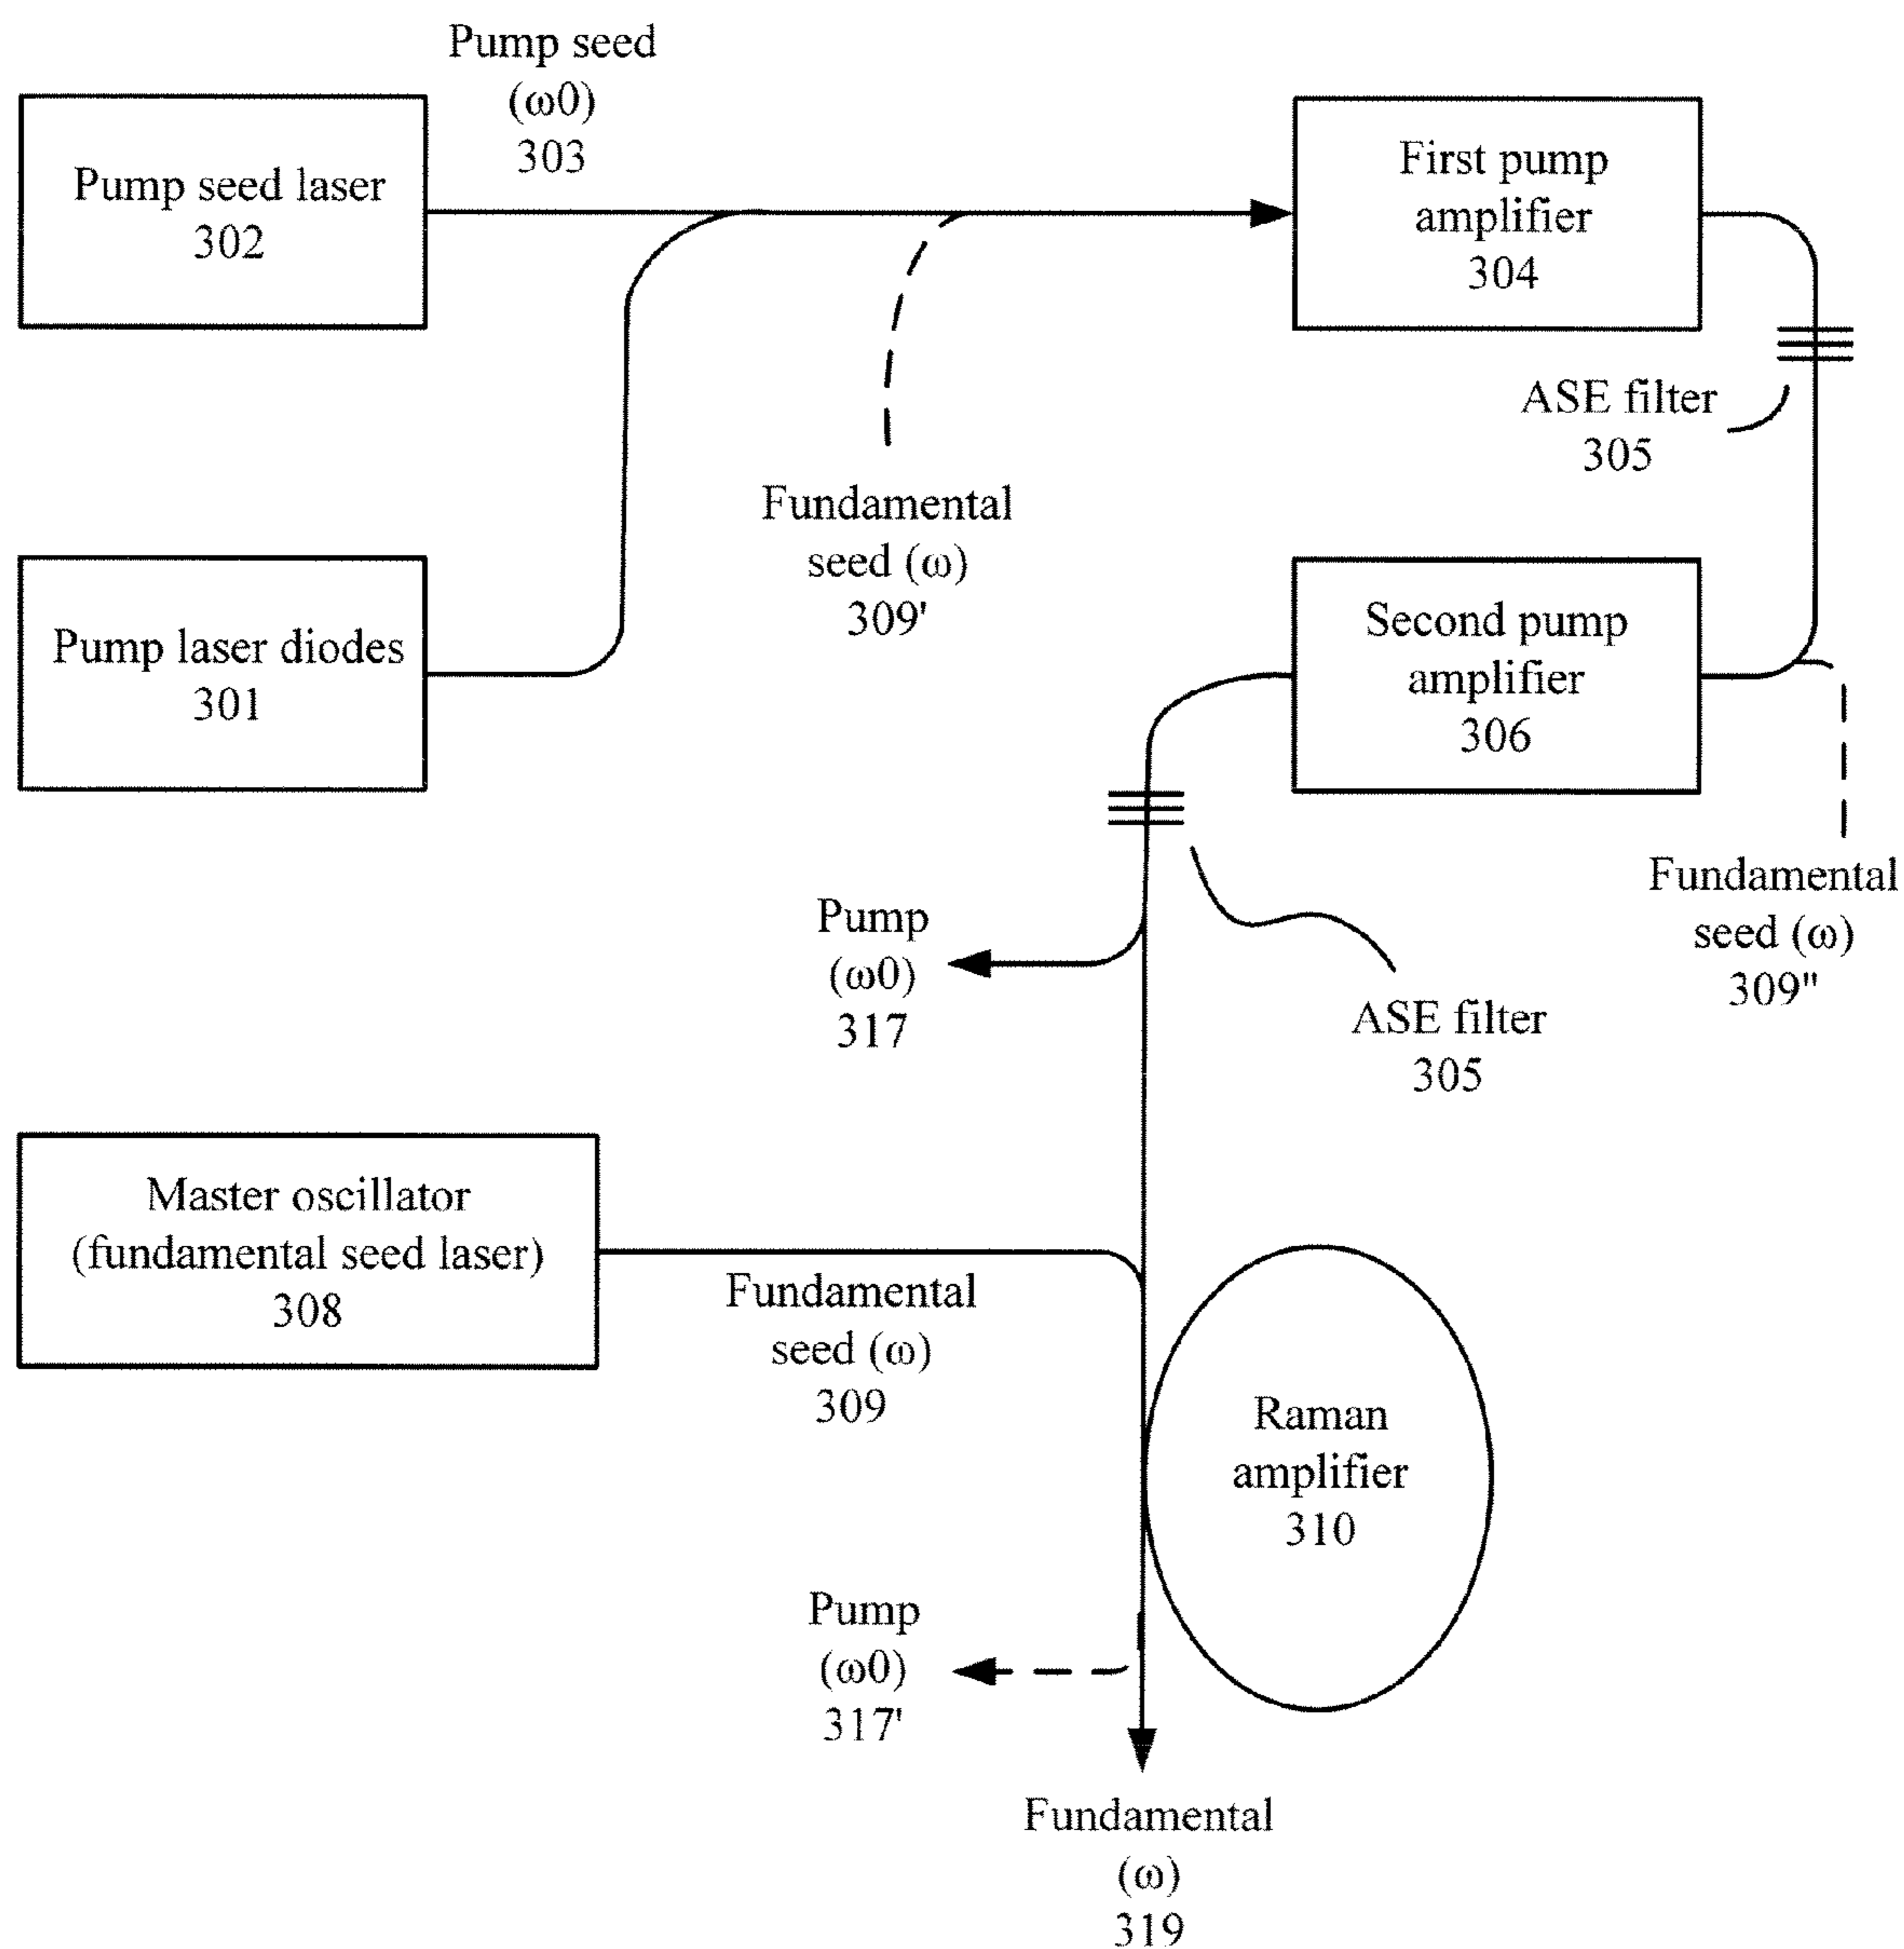 Pump seed
(ω0)
303
Pump seed laser
302
First pump
amplifier
304
ASE filter
305
Fundamental
seed (ω)
309'
Pump laser diodes
301
Second pump
amplifier
306
Fundamental
seed (ω)
309"
Pump
(ω0)
317
ASE filter
305
Master oscillator
(fundamental seed laser)
308
Fundamental
seed (ω)
309
Raman
amplifier
310
Pump
(ω0)
317'
Fundamental
(ω)
319